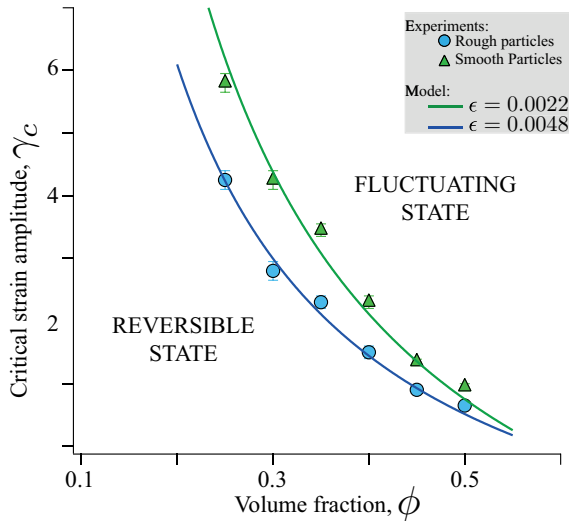 Experiments:
Rough particles
Smooth Particles
Model:
ϵ = 0.0022
ϵ = 0.0048
6
4
2
Critical strain amplitude, γc
FLUCTUATING
STATE
REVERSIBLE
STATE
0.1
0.3
0.5
Volume fraction, ϕ